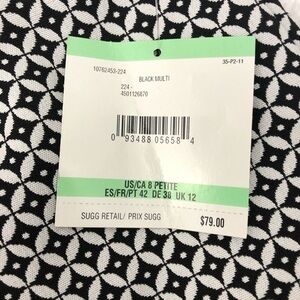 10762453-224 35-P2-11
BLACK MULTI
224 -
4501126870
0 93488 05658 4
US/CA 8 PETITE
ES/FR/PT 42 DE 38 UK 12
SUGG RETAIL/ PRIX SUGG $79.00